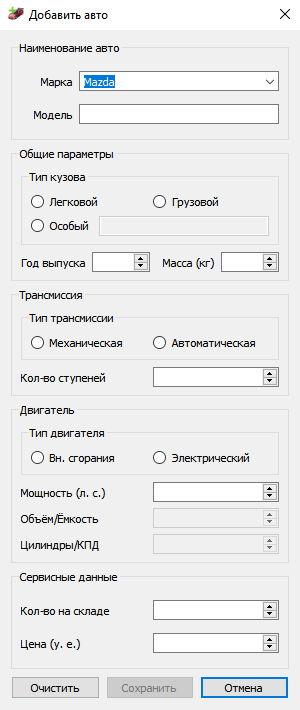 Добавить авто
Наименование авто
Марка Mazda
Модель
Общие параметры
Тип кузова
Легковой Грузовой
Особый
Год выпуска Масса (кг)
Трансмиссия
Тип трансмиссии
Механическая Автоматическая
Кол-во ступеней
Двигатель
Тип двигателя
Вн. сгорания Электрический
Мощность (л. с.)
Объём/Ёмкость
Цилиндры/КПД
Сервисные данные
Кол-во на складе
Цена (у. е.)
Очистить Сохранить Отмена